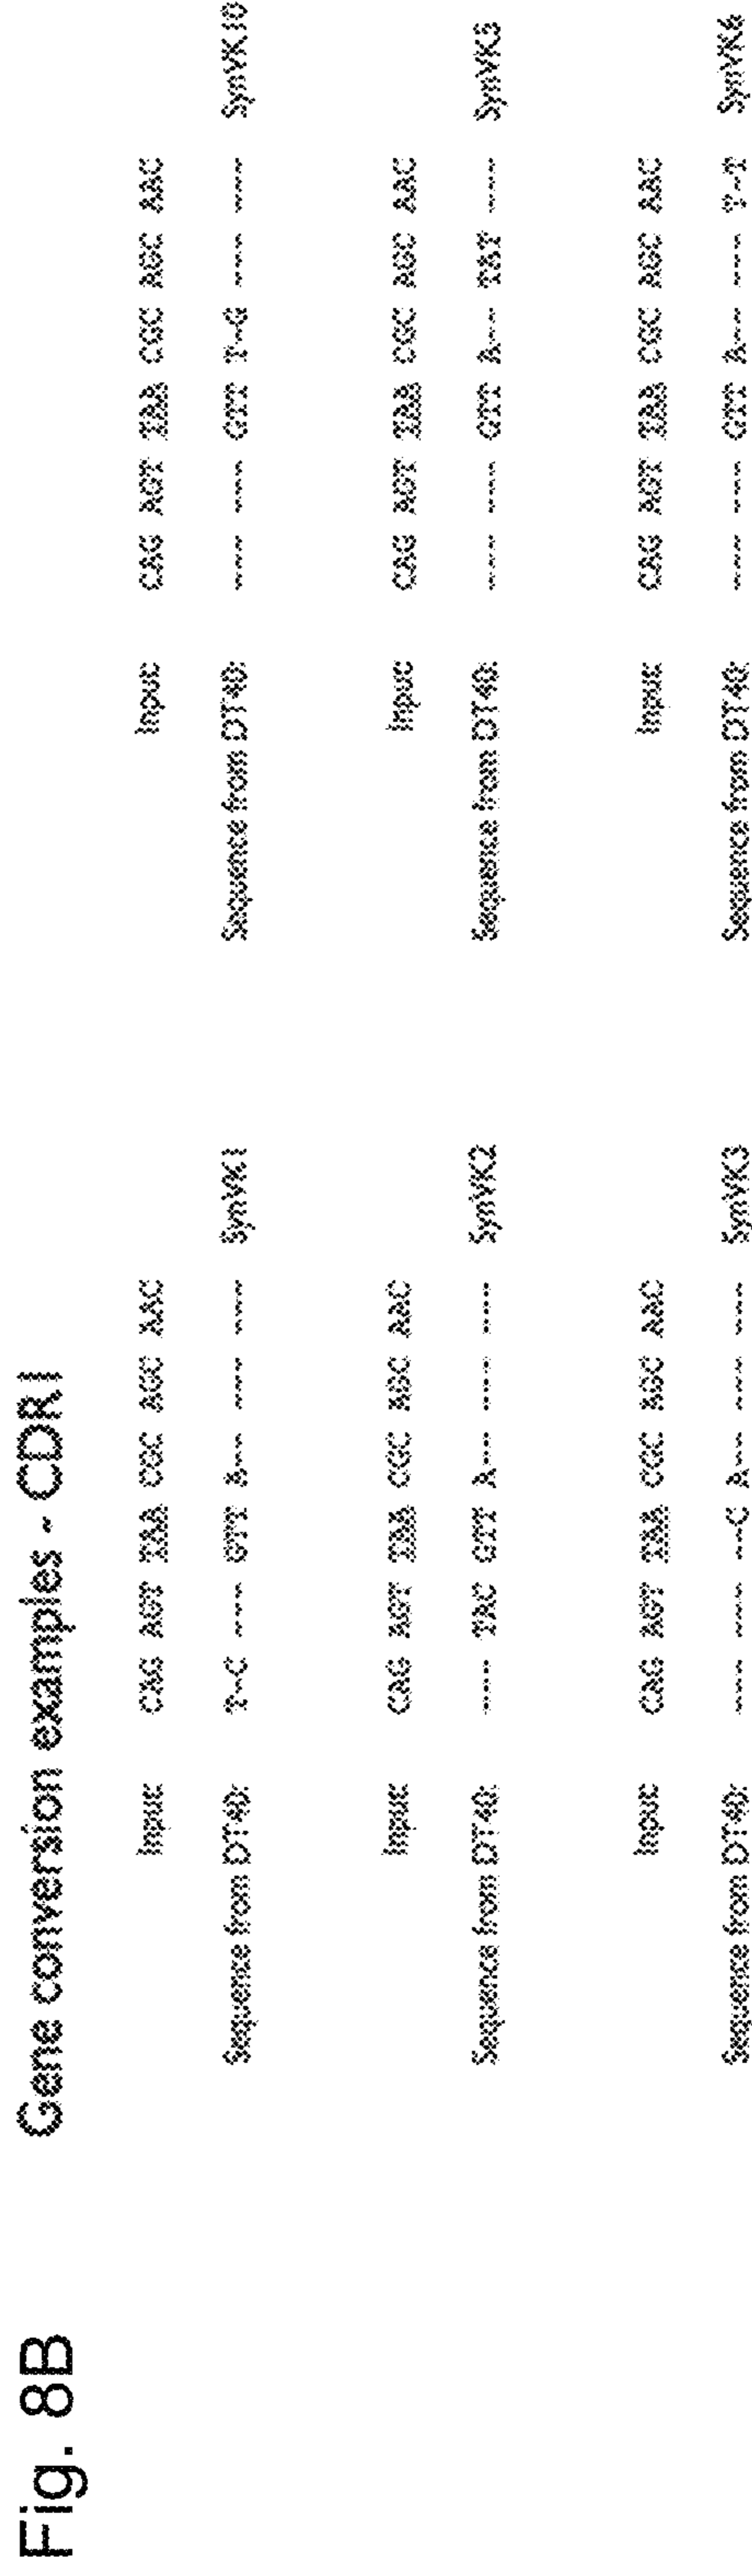 Fig. 8B
Gene conversion examples - CDR1
Input: CAG AGT TAA CGC AGC AAC
Sequence from DT40: T-C --- GTT A-- --- --- SynVK1
Input: CAG AGT TAA CGC AGC AAC
Sequence from DT40: --- TAC GTT A-- --- --- SynVK2
Input: CAG AGT TAA CGC AGC AAC
Sequence from DT40: --- --- --C A-- --- --- SynVK3
Input: CAG AGT TAA CGC AGC AAC
Sequence from DT40: --- --- GTT T-G --- --- SynVK10
Input: CAG AGT TAA CGC AGC AAC
Sequence from DT40: --- --- GTT A-- TAT --- SynVK5
Input: CAG AGT TAA CGC AGC AAC
Sequence from DT40: --- --- GTT A-- --- T-T SynVK6